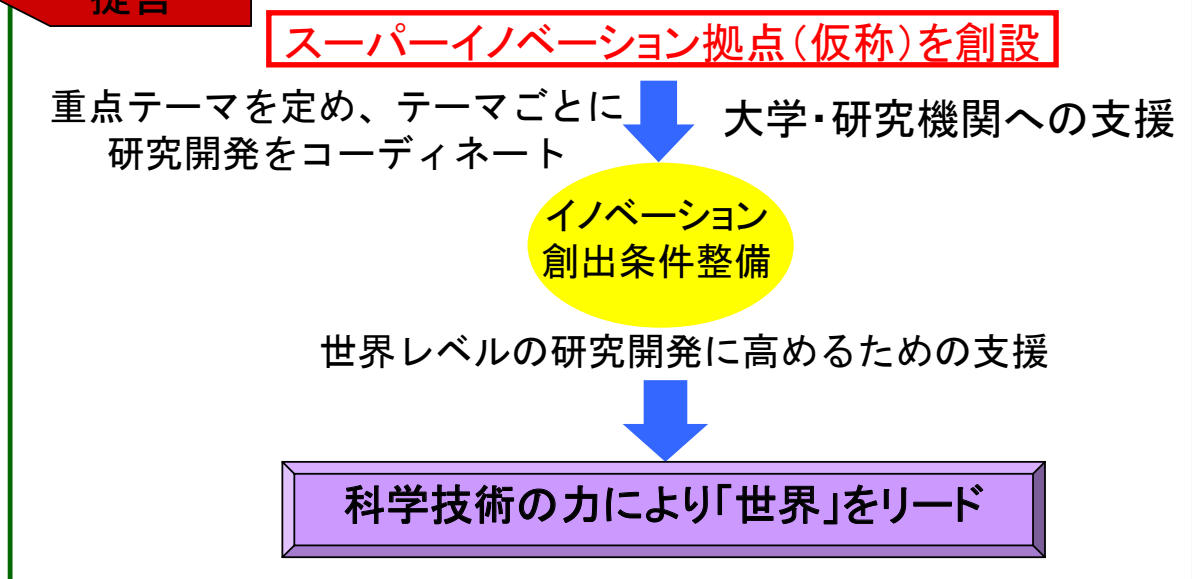 提言
スーパーイノベーション拠点（仮称）を創設
重点テーマを定め、テーマごとに
研究開発をコーディネート
大学・研究機関への支援
イノベーション
創出条件整備
世界レベルの研究開発に高めるための支援
科学技術の力により「世界」をリード